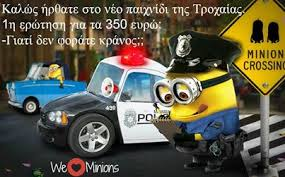 Καλώς ήρθατε στο νέο παιχνίδι της Τροχαίας.
1η ερώτηση για τα 350 ευρώ:
-Γιατί δεν φοράτε κράνος;;
MINION
CROSSING
POLI
We Minions